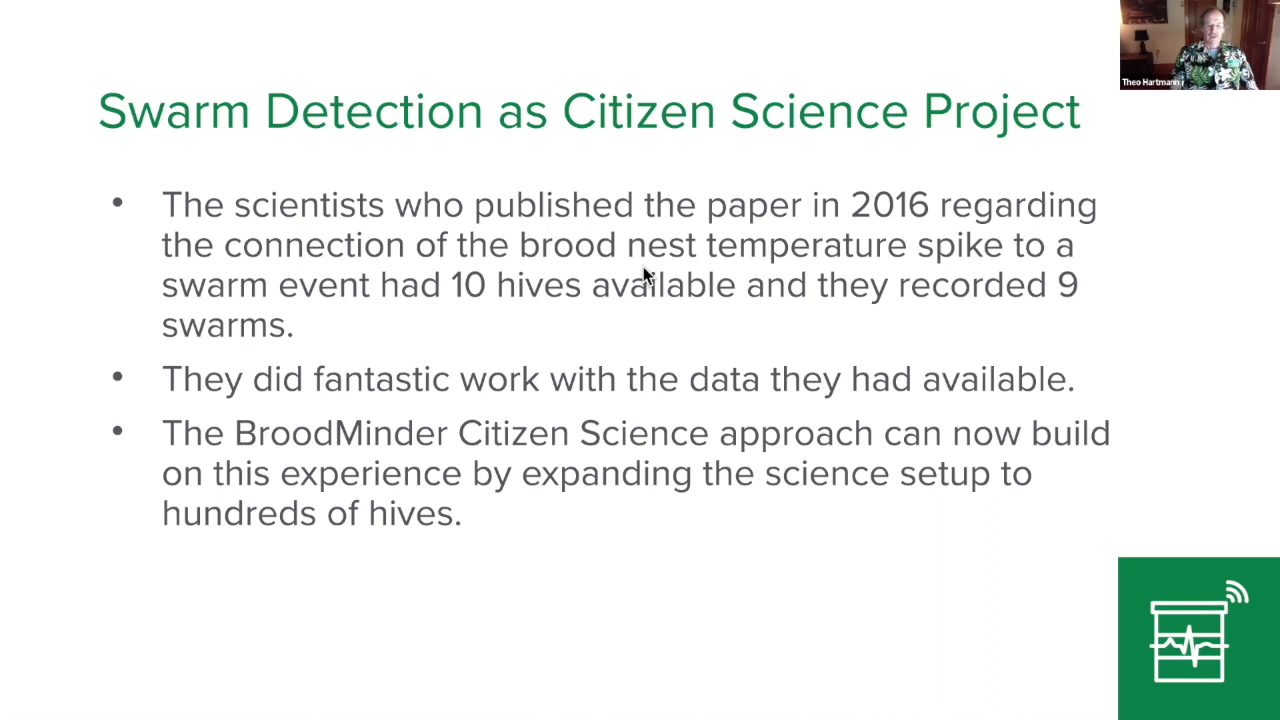 Theo Hartmann
Swarm Detection as Citizen Science Project
• The scientists who published the paper in 2016 regarding
the connection of the brood nest temperature spike to a
swarm event had 10 hives available and they recorded 9
swarms.
• They did fantastic work with the data they had available.
• The BroodMinder Citizen Science approach can now build
on this experience by expanding the science setup to
hundreds of hives.